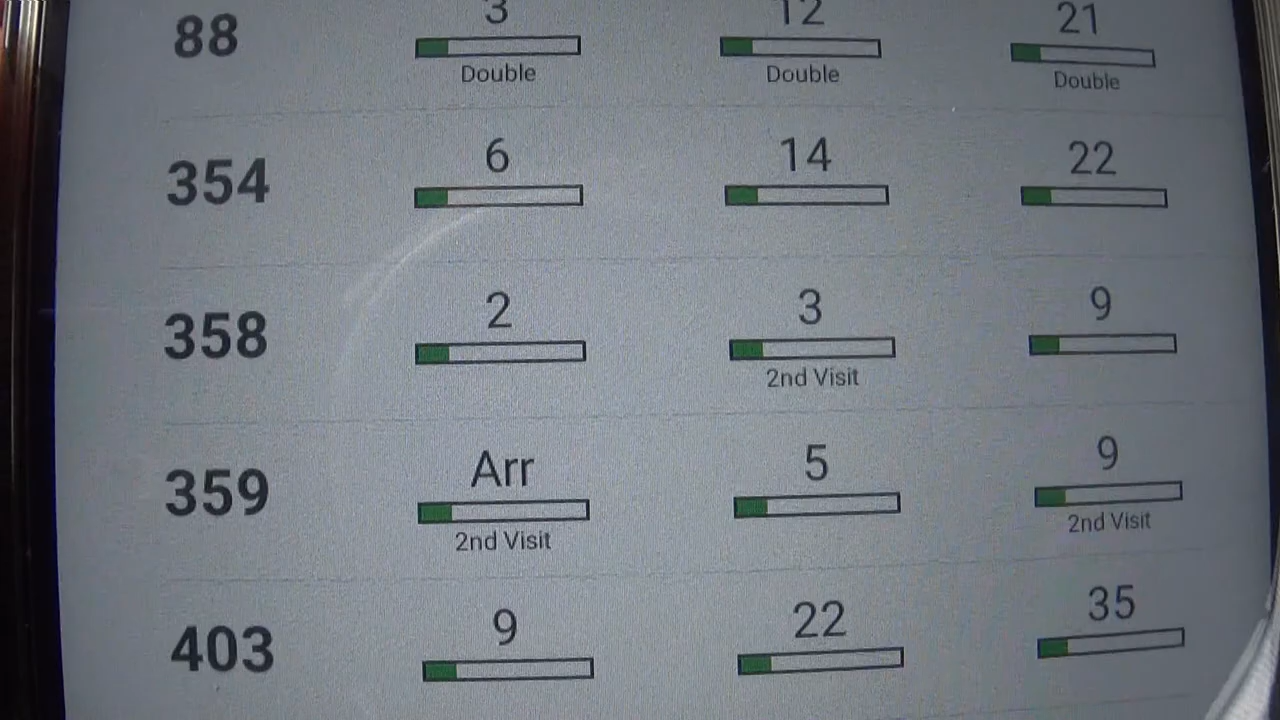 88 3 12 21
Double Double Double
354 6 14 22
358 2 3 9
2nd Visit
359 Arr 5 9
2nd Visit 2nd Visit
403 9 22 35